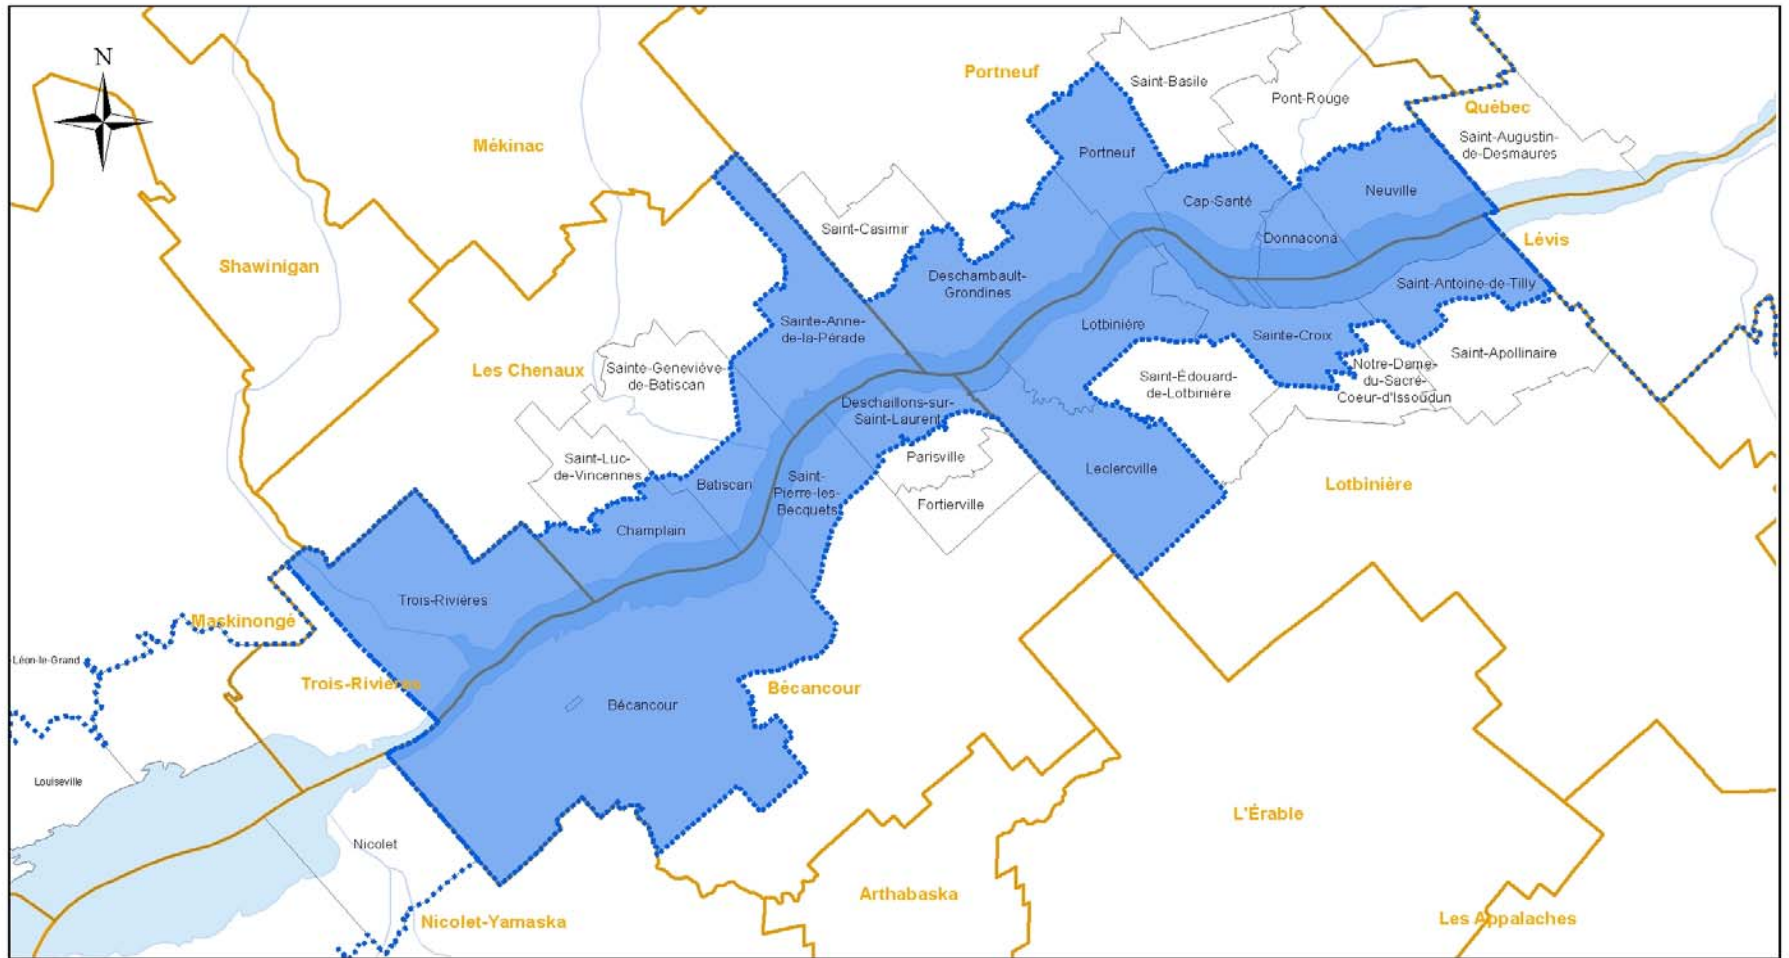 N
Portneuf
Saint-Basile
Pont-Rouge
Québec
Saint-Augustin-
de-Desmaures
Mékinac
Portneuf
Neuville
Cap-Santé
Saint-Casimir
Donnacona
Lévis
Shawinigan
Deschambault-
Grondines
Saint-Antoine-de-Tilly
Sainte-Anne-
de-la-Pérade
Lotbinière
Sainte-Croix
Saint-Apollinaire
Les Chenaux
Sainte-Geneviève-
de-Batiscan
Saint-Édouard-
de-Lotbinière
Notre-Dame-
du-Sacré-
Coeur-d'Issoudun
Deschaillons-sur-
Saint-Laurent
Parisville
Saint-Luc-
de-Vincennes
Batiscan
Saint-
Pierre-les-
Becquets
Leclercville
Lotbinière
Fortierville
Champlain
Trois-Rivières
Maskinongé
-Léon-le-Grand
Trois-Rivières
Bécancour
Bécancour
Louiseville
L'Érable
Nicolet
Arthabaska
Nicolet-Yamaska
Les Appalaches